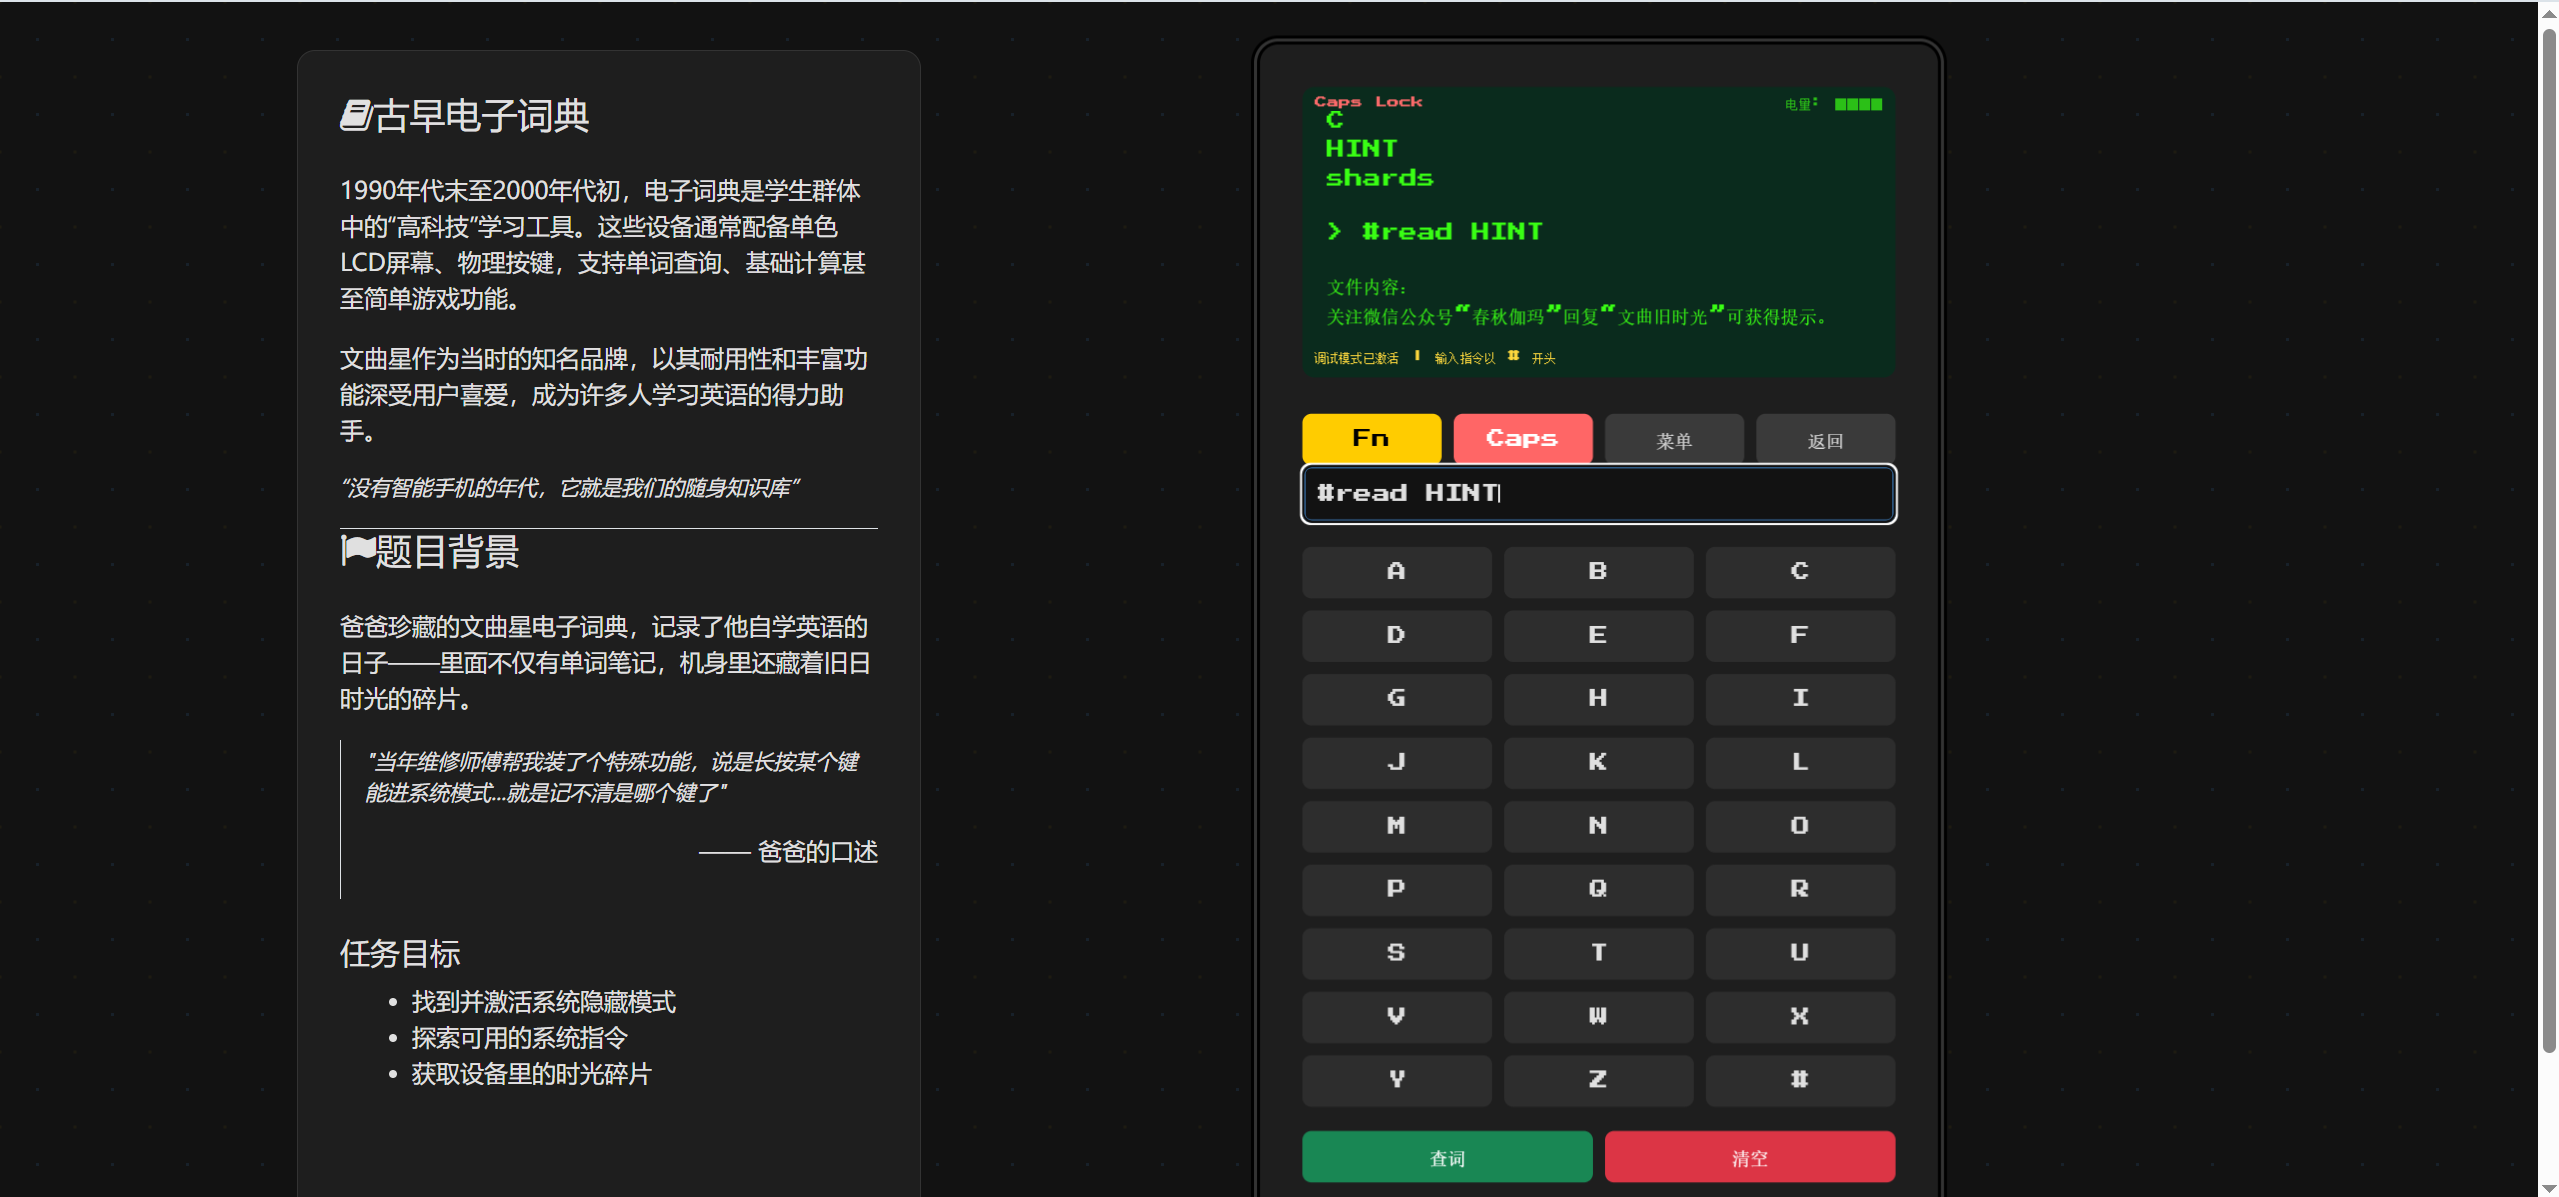 古早电子词典
1990年代末至2000年代初，电子词典是学生群体
中的“高科技”学习工具。这些设备通常配备单色
LCD屏幕、物理按键，支持单词查询、基础计算甚
至简单游戏功能。
文曲星作为当时的知名品牌，以其耐用性和丰富功
能深受用户喜爱，成为许多人学习英语的得力助
手。
“没有智能手机的年代，它就是我们的随身知识库”
题目背景
爸爸珍藏的文曲星电子词典，记录了他自学英语的
日子——里面不仅有单词笔记，机身里还藏着旧日
时光的碎片。
"当年维修师傅帮我装了个特殊功能，说是长按某个键
能进系统模式...就是记不清是哪个键了"
—— 爸爸的口述
任务目标
• 找到并激活系统隐藏模式
• 探索可用的系统指令
• 获取设备里的时光碎片
Caps Lock
电量：
C
HINT
shards
> #read HINT
文件内容：
关注微信公众号“春秋伽玛”回复“文曲旧时光”可获得提示。
调试模式已激活 | 输入指令以 # 开头
Fn Caps 菜单 返回
#read HINT
A B C
D E F
G H I
J K L
M N O
P Q R
S T U
V W X
Y Z #
查词 清空